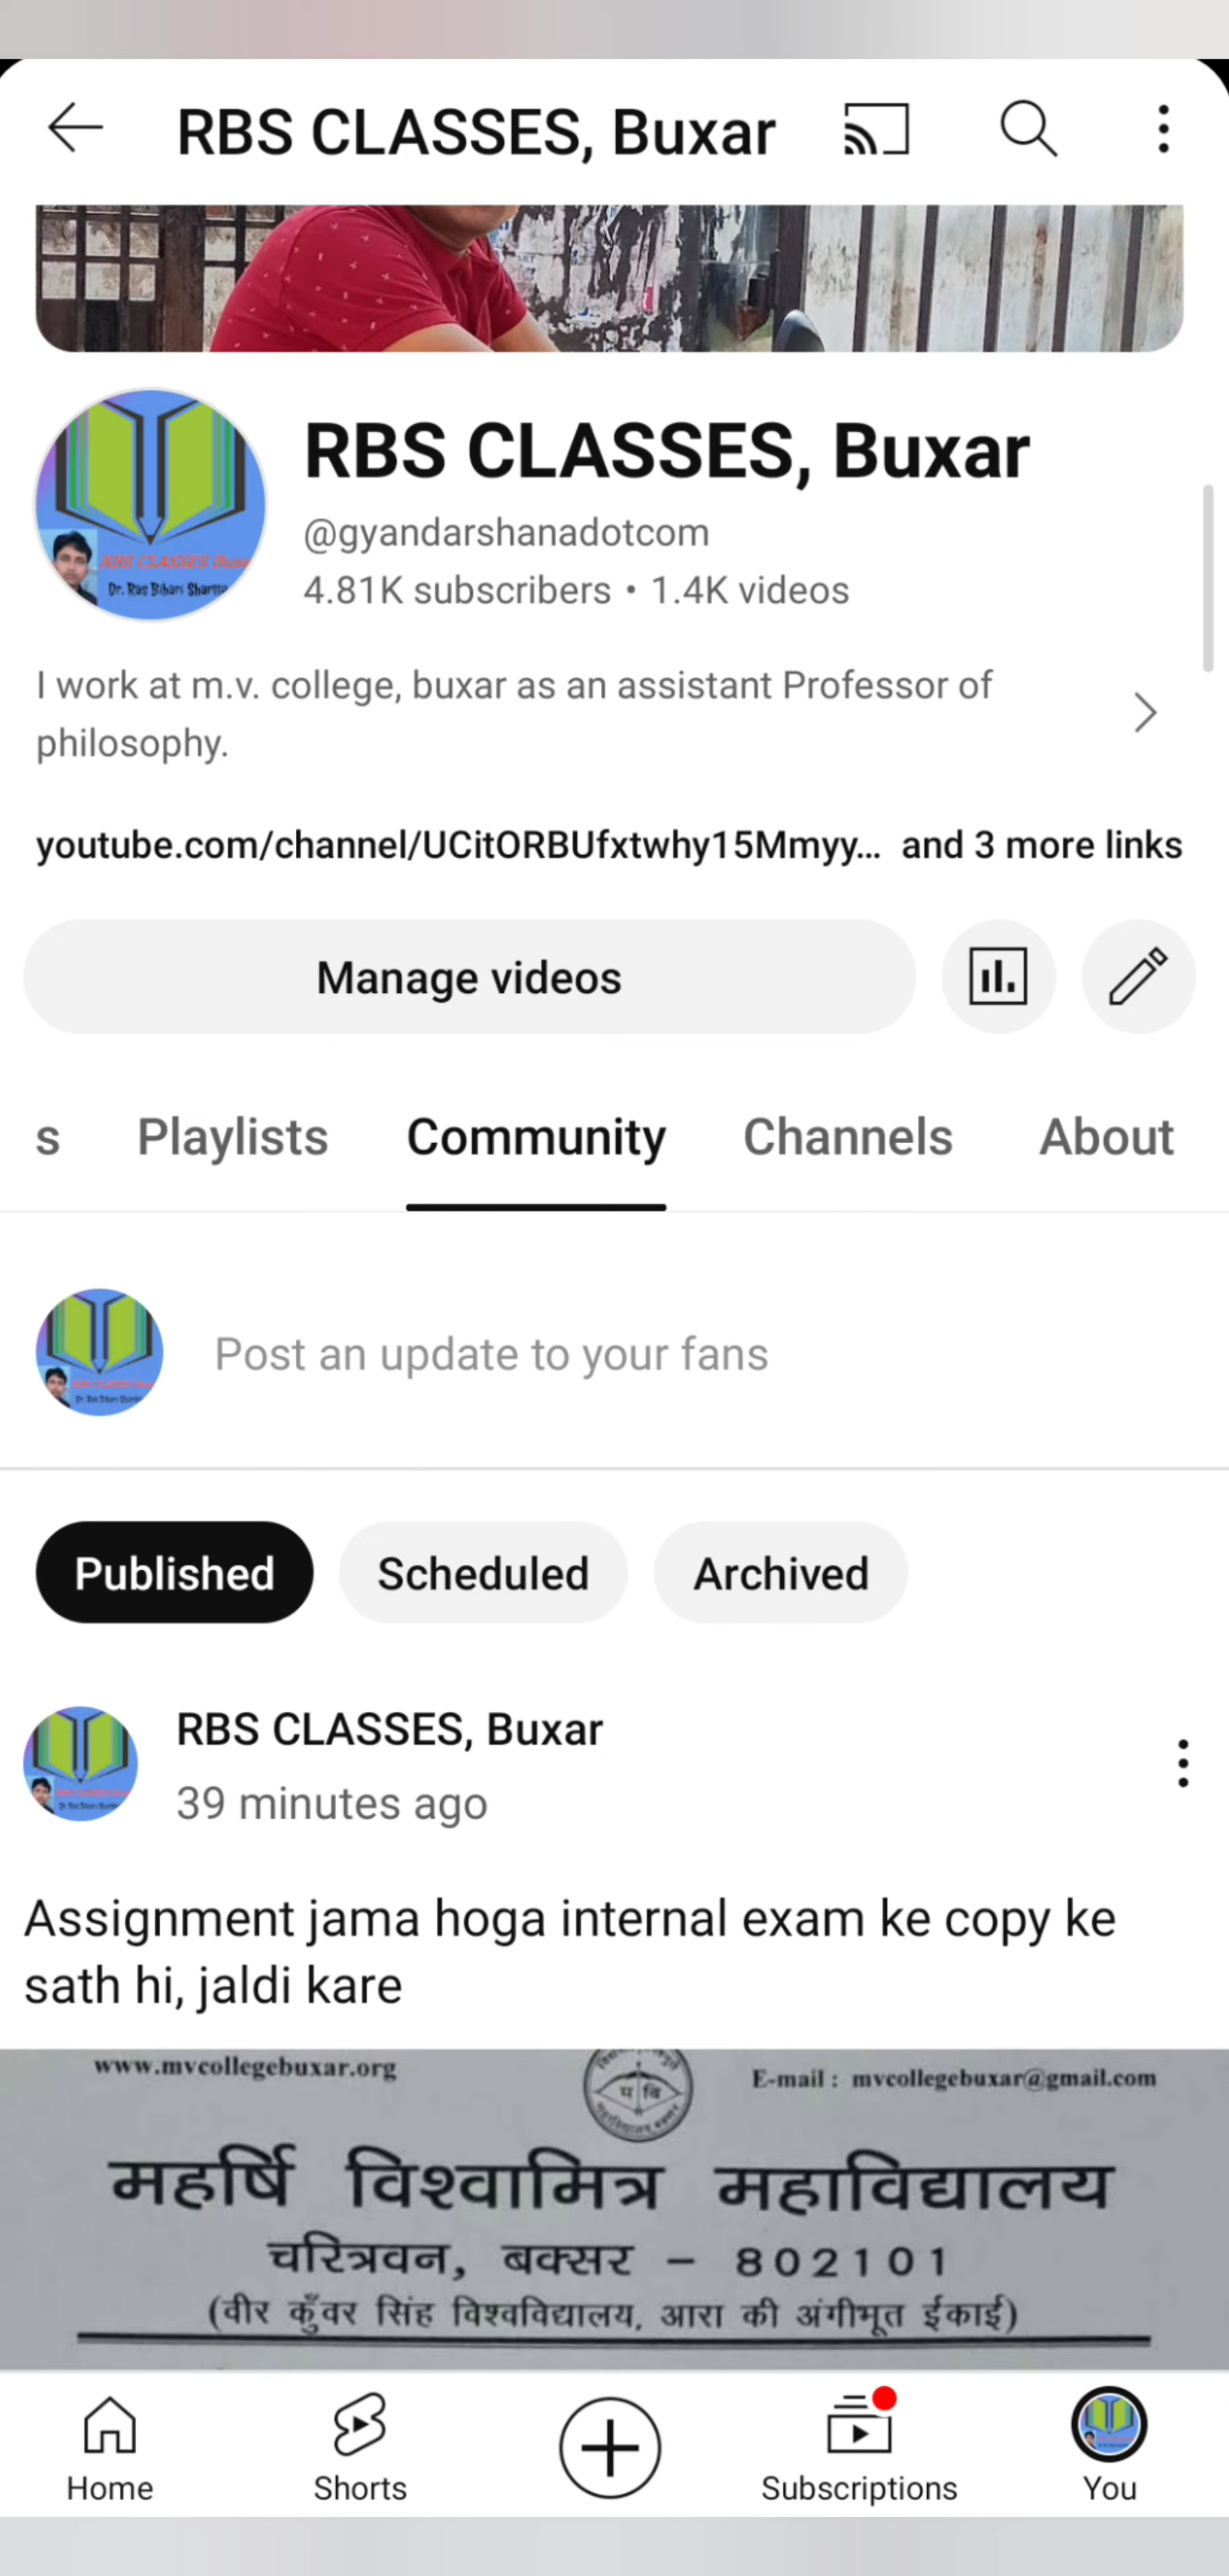 RBS CLASSES, Buxar
RBS CLASSES, Buxar
@gyandarshanadotcom
4.81K subscribers • 1.4K videos
I work at m.v. college, buxar as an assistant Professor of
philosophy.
youtube.com/channel/UCitORBUfxtwhy15Mmyy... and 3 more links
Manage videos
s Playlists Community Channels About
Post an update to your fans
Published Scheduled Archived
RBS CLASSES, Buxar
39 minutes ago
Assignment jama hoga internal exam ke copy ke
sath hi, jaldi kare
www.mvcollegebuxar.org E-mail : mvcollegebuxar@gmail.com
महर्षि विश्वामित्र महाविद्यालय
चरित्रवन, बक्सर – 802101
(वीर कुँवर सिंह विश्वविद्यालय, आरा की अंगीभूत ईकाई)
Home Shorts Subscriptions You